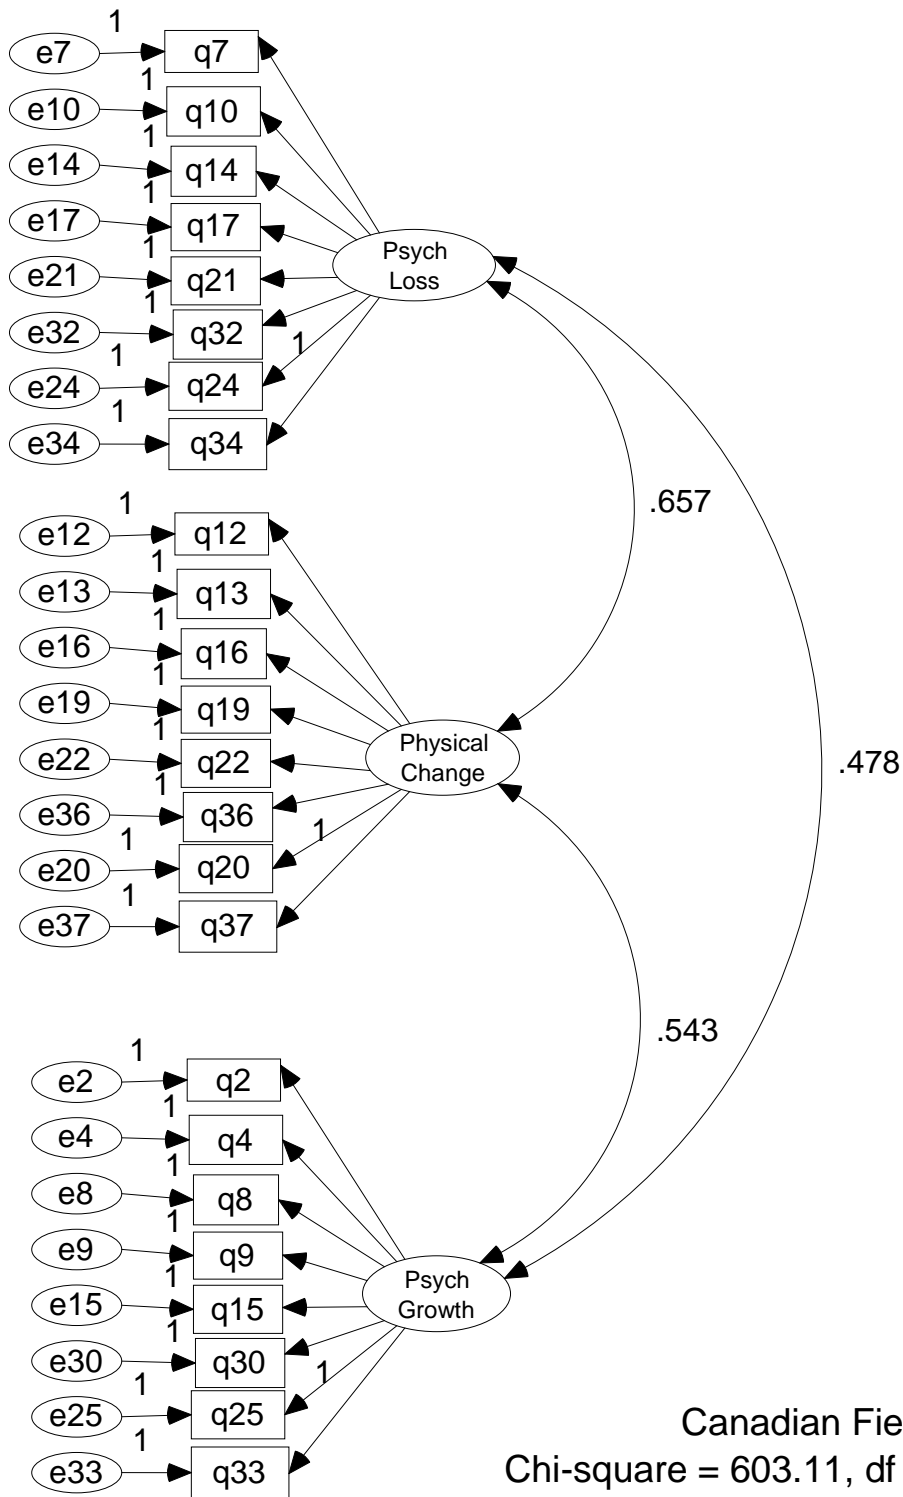 1
e7 q7
1
e10 q10
1
e14 q14
1
e17 q17
Psych
Loss
1
e21 q21
1
e32 q32
1
1
e24 q24
1
e34 q34
.657
1
e12 q12
1
e13 q13
1
e16 q16
1
e19 q19
Physical
Change
1
e22 q22
.478
1
e36 q36
1
1
e20 q20
1
e37 q37
.543
1
e2 q2
1
e4 q4
1
e8 q8
1
e9 q9
Psych
Growth
1
e15 q15
1
e30 q30
1
1
e25 q25
1
e33 q33
Canadian Fie
Chi-square = 603.11, df